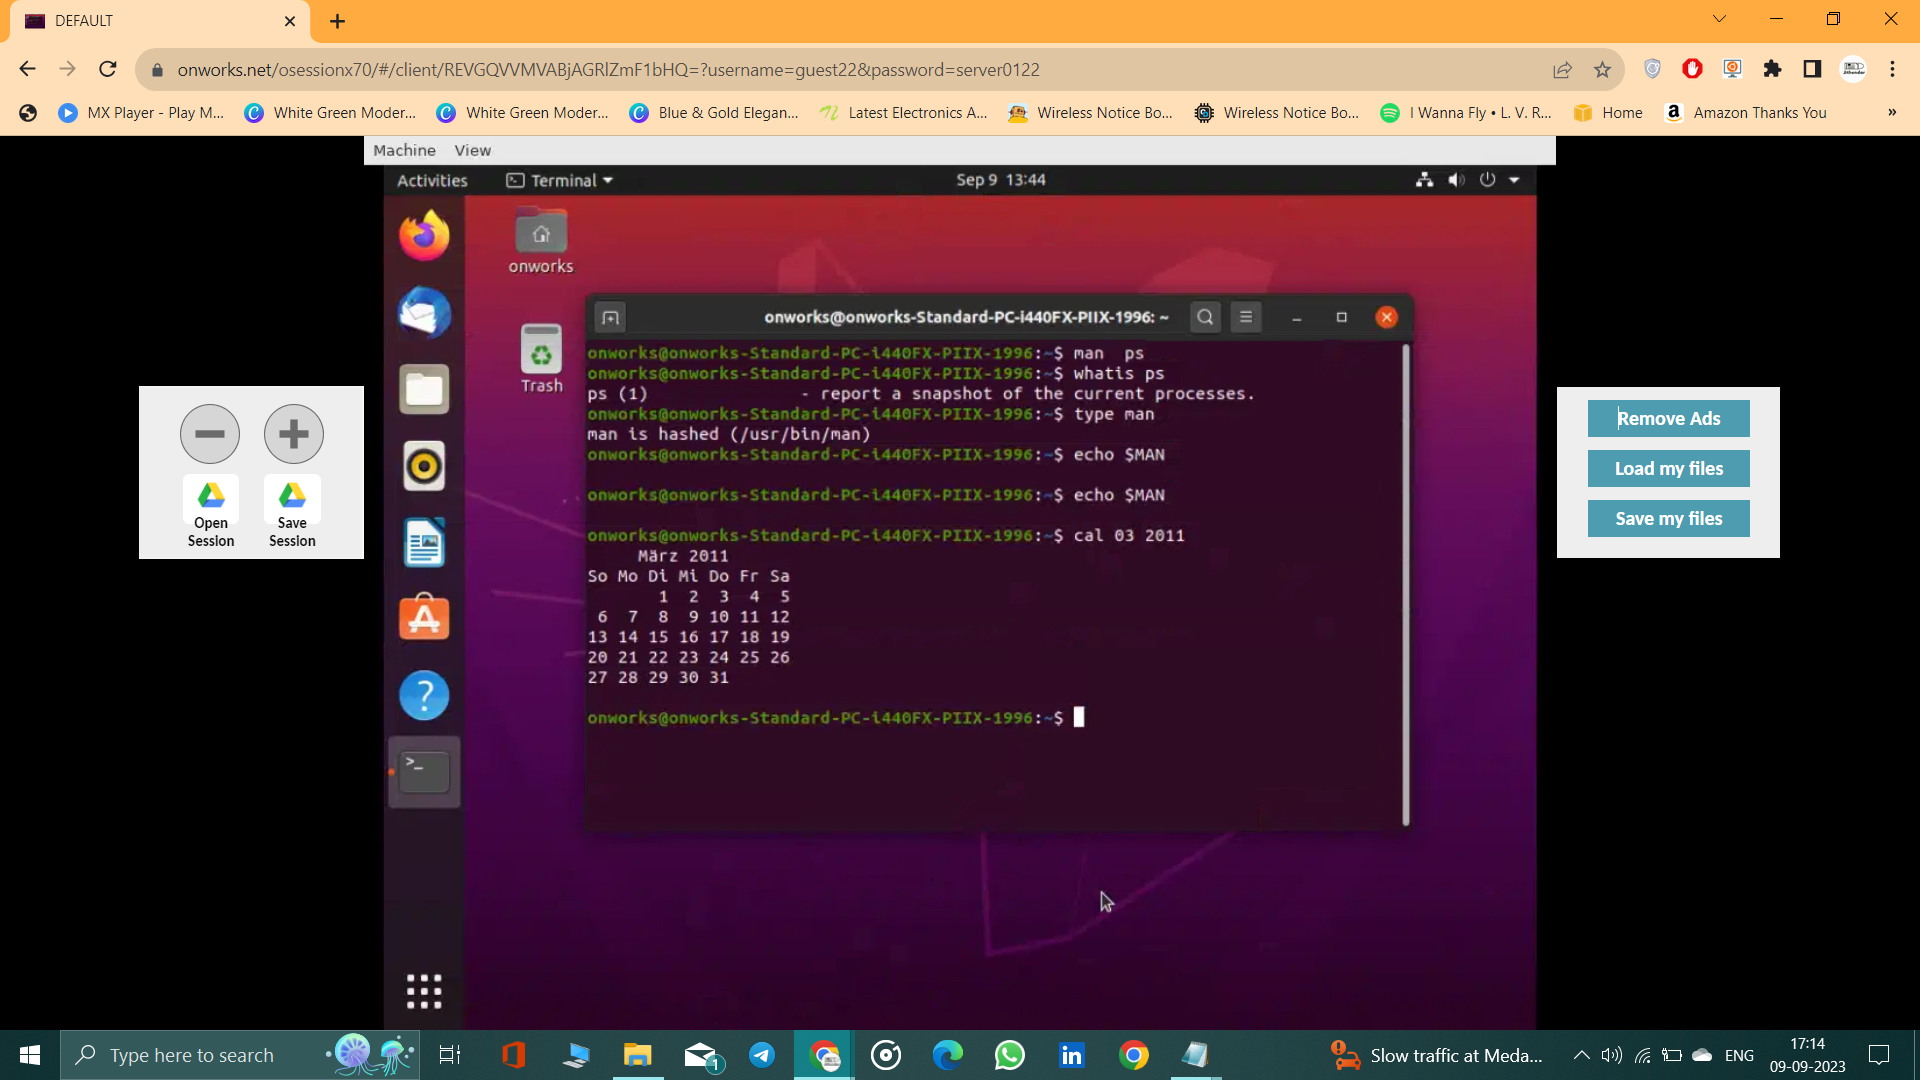 DEFAULT
onworks.net/osessionx70/#/client/REVGQVVMVABjAGRlZmF1bHQ=?username=guest22&password=server0122
MX Player - Play M...
White Green Moder...
White Green Moder...
Blue & Gold Elegan...
Latest Electronics A...
Wireless Notice Bo...
Wireless Notice Bo...
I Wanna Fly • L. V. R...
Home
Amazon Thanks You
»
Machine View
Activities
Terminal
Sep 9 13:44
onworks
Trash
onworks@onworks-Standard-PC-i440FX-PIIX-1996: ~
onworks@onworks-Standard-PC-i440FX-PIIX-1996:~$ man  ps
onworks@onworks-Standard-PC-i440FX-PIIX-1996:~$ whatis ps
ps (1)               - report a snapshot of the current processes.
onworks@onworks-Standard-PC-i440FX-PIIX-1996:~$ type man
man is hashed (/usr/bin/man)
onworks@onworks-Standard-PC-i440FX-PIIX-1996:~$ echo $MAN
onworks@onworks-Standard-PC-i440FX-PIIX-1996:~$ echo $MAN
onworks@onworks-Standard-PC-i440FX-PIIX-1996:~$ cal 03 2011
     März 2011
So Mo Di Mi Do Fr Sa
       1  2  3  4  5
 6  7  8  9 10 11 12
13 14 15 16 17 18 19
20 21 22 23 24 25 26
27 28 29 30 31
onworks@onworks-Standard-PC-i440FX-PIIX-1996:~$
Open
Session
Save
Session
Remove Ads
Load my files
Save my files
Type here to search
1
Slow traffic at Meda...
ENG
17:14
09-09-2023